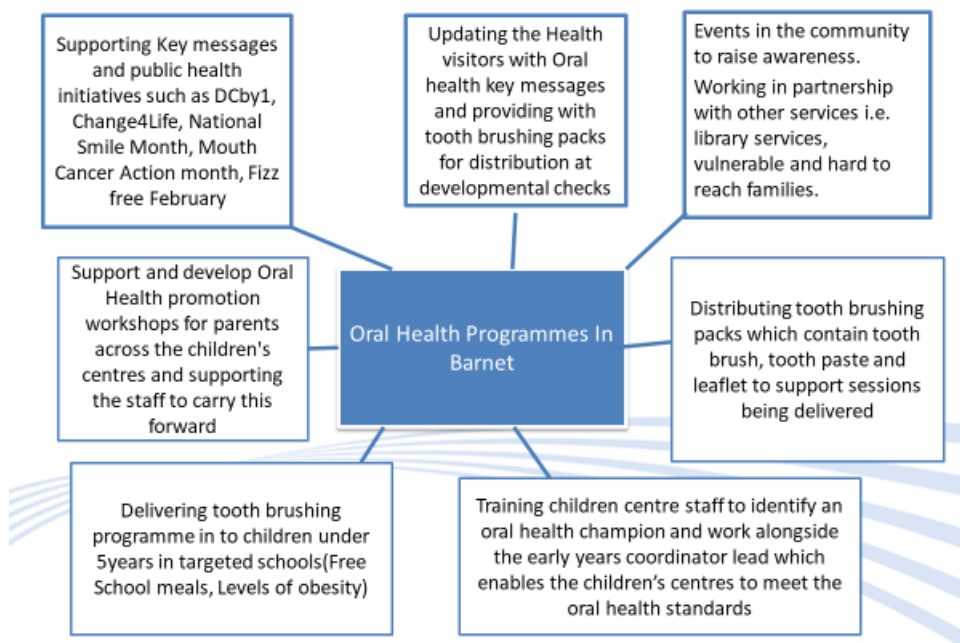 Supporting Key messages
and public health
initiatives such as DCby1,
Change4Life, National
Smile Month, Mouth
Cancer Action month, Fizz
free February
Updating the Health
visitors with Oral
health key messages
and providing with
tooth brushing packs
for distribution at
developmental checks
Events in the community
to raise awareness.
Working in partnership
with other services i.e.
library services,
vulnerable and hard to
reach families.
Support and develop Oral
Health promotion
workshops for parents
across the children's
centres and supporting
the staff to carry this
forward
Oral Health Programmes In
Barnet
Distributing tooth brushing
packs which contain tooth
brush, tooth paste and
leaflet to support sessions
being delivered
Delivering tooth brushing
programme in to children under
5years in targeted schools(Free
School meals, Levels of obesity)
Training children centre staff to identify an
oral health champion and work alongside
the early years coordinator lead which
enables the children’s centres to meet the
oral health standards